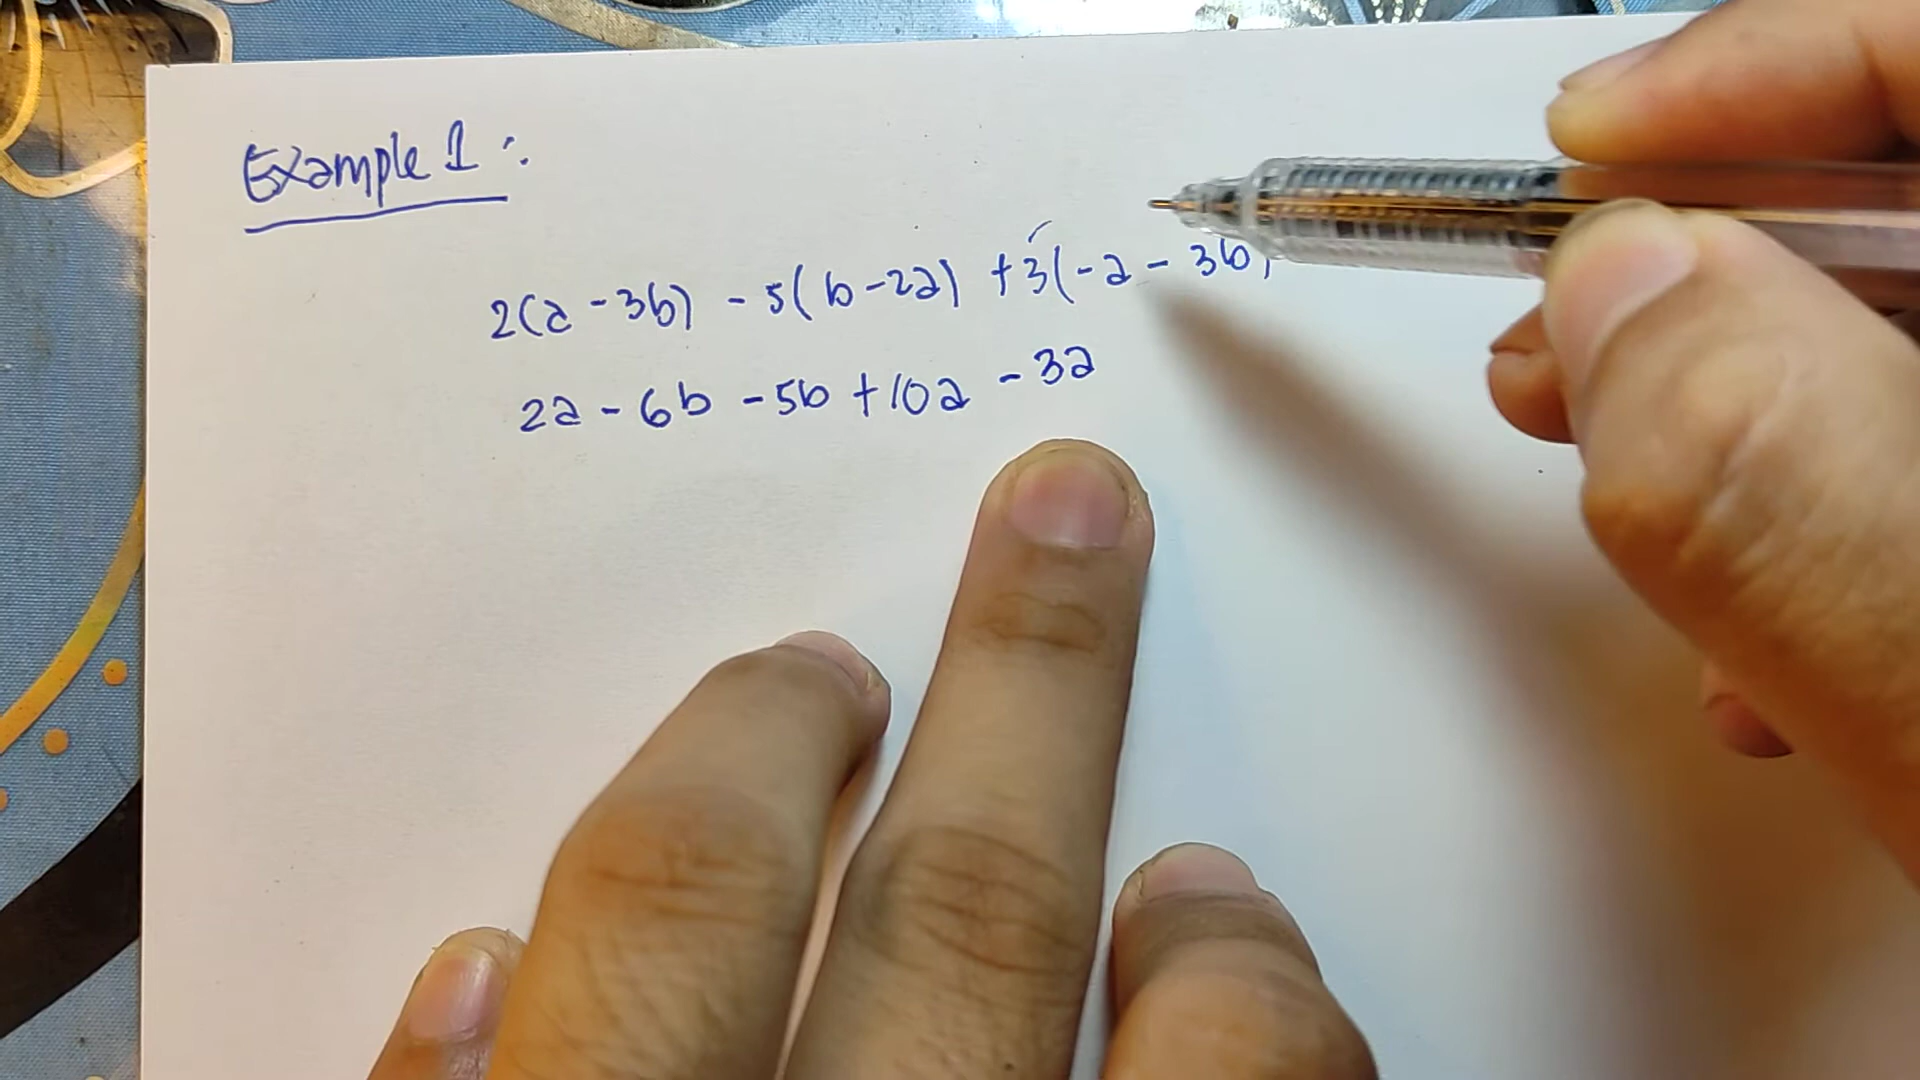 Example 1:
2(a - 3b) - 5(b - 2a) + 3(-a - 3b)
2a - 6b - 5b + 10a - 3a